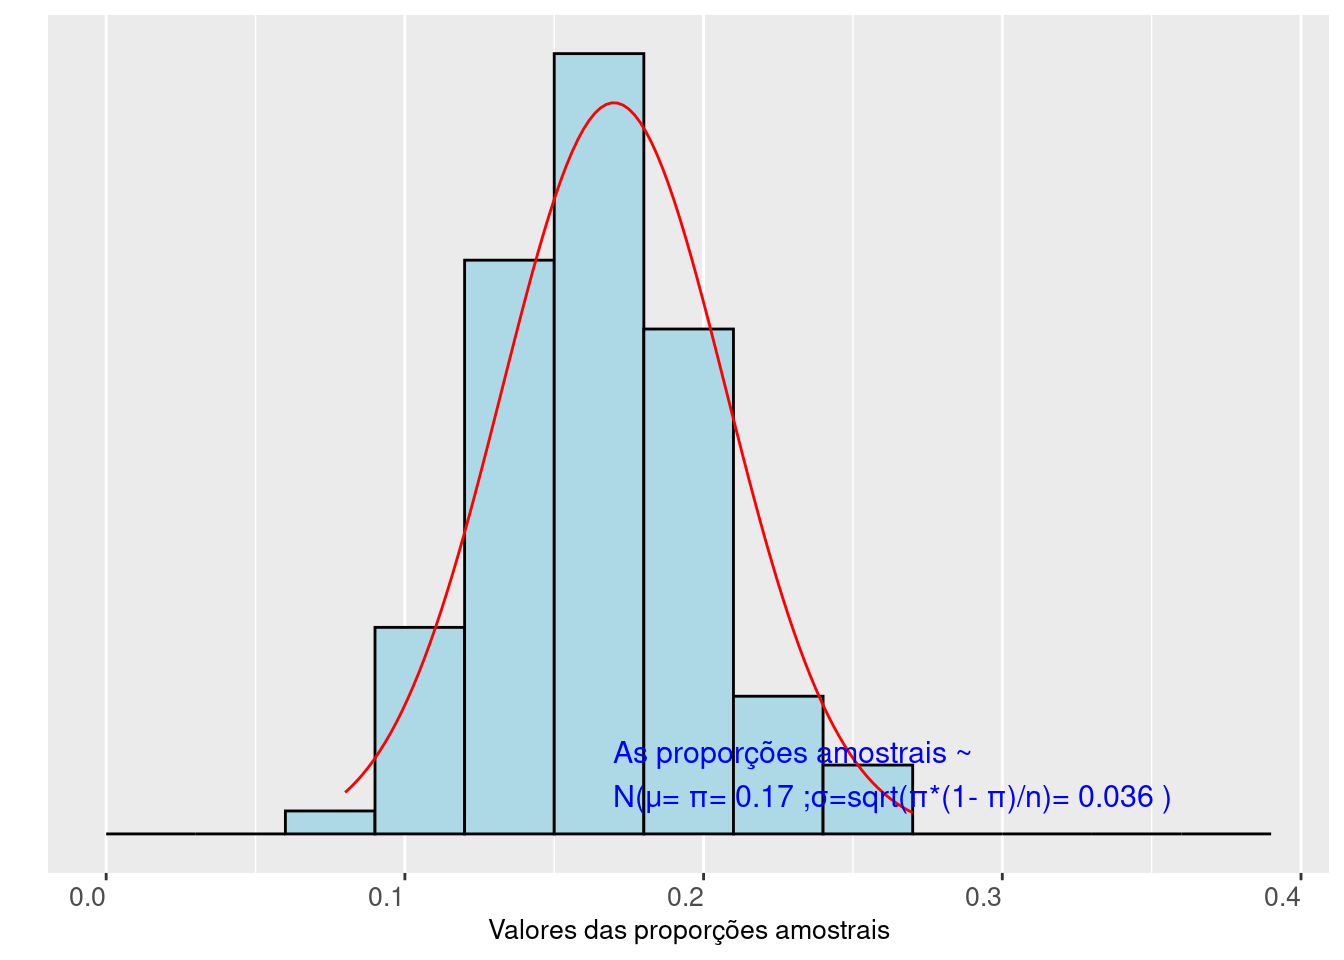 As proporções amostrais ~
N(μ= π= 0.17 ;σ=sqrt(π*(1- π)/n)= 0.036 )
0.0 0.1 0.2 0.3 0.4
Valores das proporções amostrais